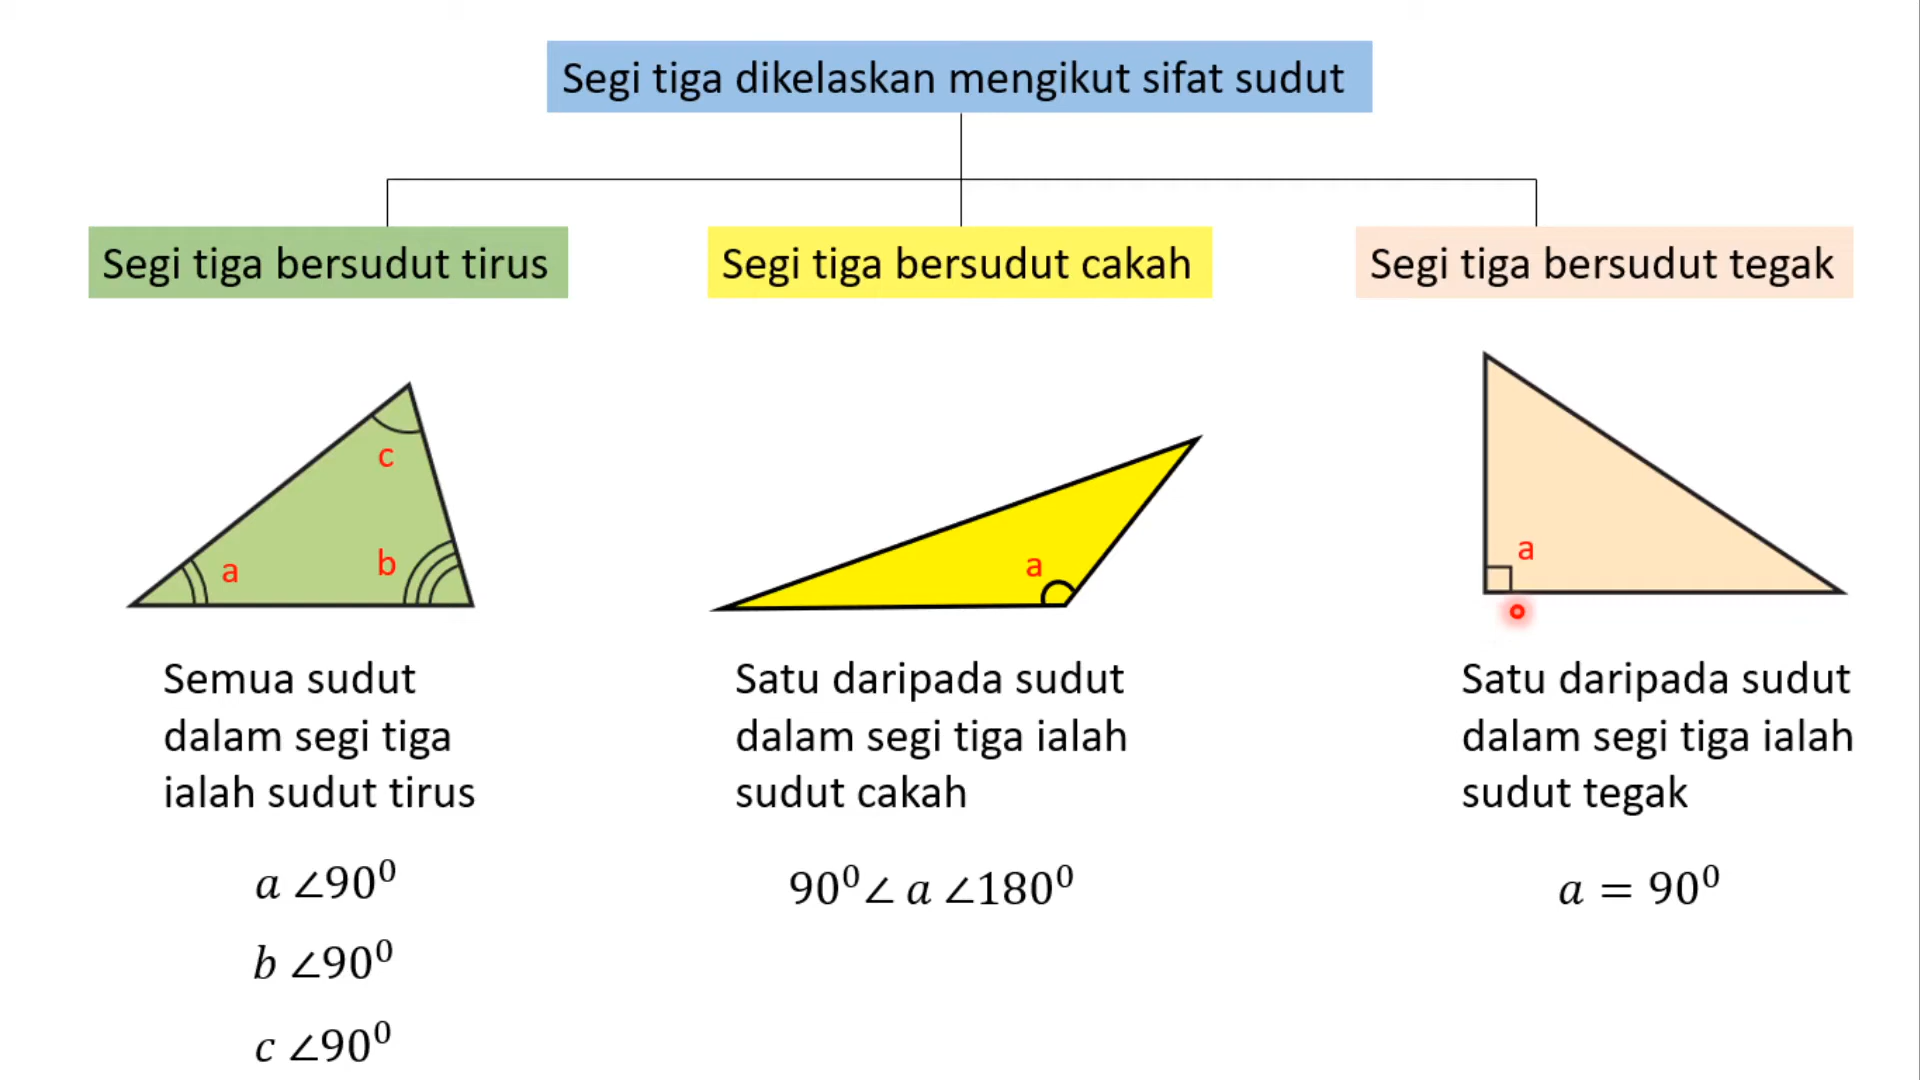 Segi tiga dikelaskan mengikut sifat sudut
Segi tiga bersudut tirus
Segi tiga bersudut cakah
Segi tiga bersudut tegak
c
a
b
a
a
Semua sudut
dalam segi tiga
ialah sudut tirus
a ∠90⁰
b ∠90⁰
c ∠90⁰
Satu daripada sudut
dalam segi tiga ialah
sudut cakah
90⁰∠ a ∠180⁰
Satu daripada sudut
dalam segi tiga ialah
sudut tegak
a = 90⁰